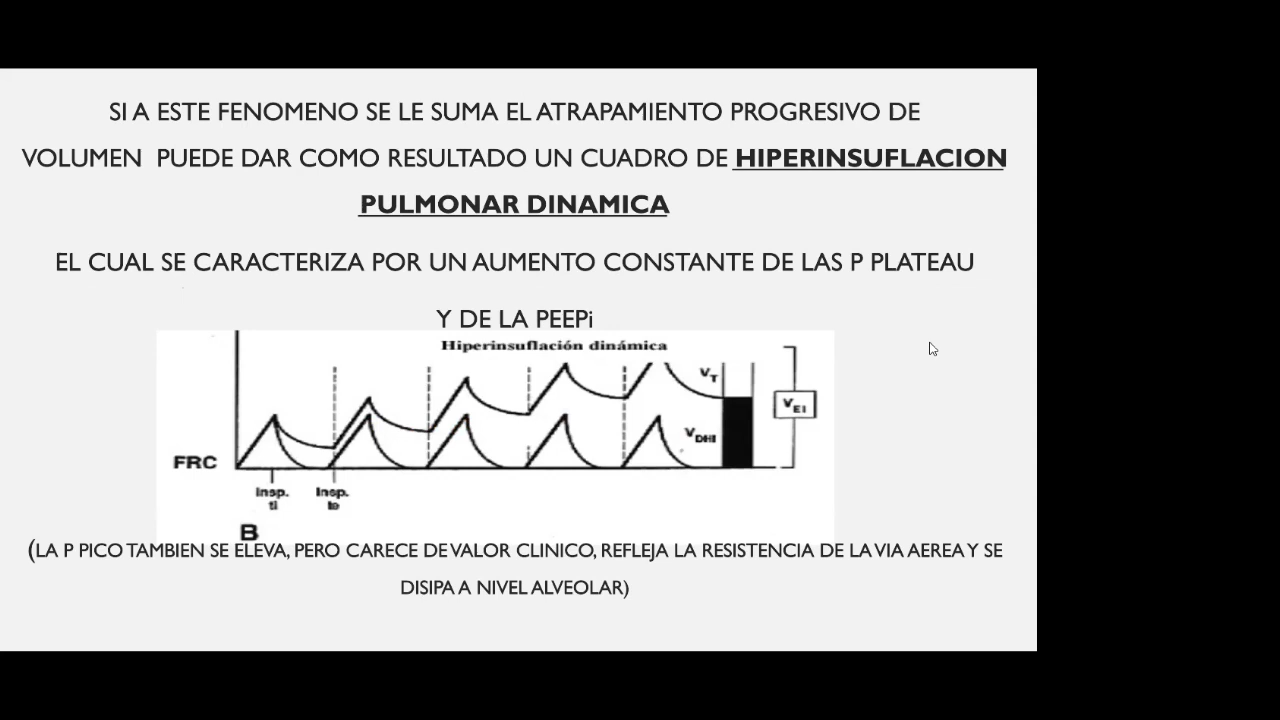 SI A ESTE FENOMENO SE LE SUMA EL ATRAPAMIENTO PROGRESIVO DE
VOLUMEN PUEDE DAR COMO RESULTADO UN CUADRO DE HIPERINSUFLACION
PULMONAR DINAMICA
EL CUAL SE CARACTERIZA POR UN AUMENTO CONSTANTE DE LAS P PLATEAU
Y DE LA PEEPi
Hiperinsuflación dinámica
VT
VEI
VDHI
FRC
Insp. Insp.
ti te
B
(LA P PICO TAMBIEN SE ELEVA, PERO CARECE DE VALOR CLINICO, REFLEJA LA RESISTENCIA DE LA VIA AEREA Y SE
DISIPA A NIVEL ALVEOLAR)